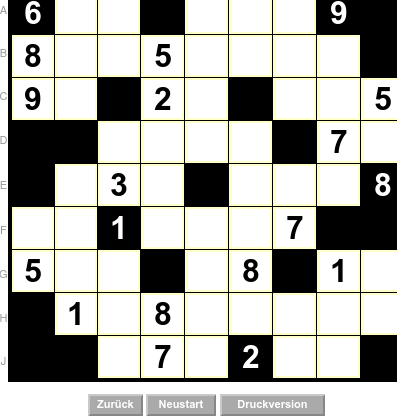 A 6 9
B 8 5
C 9 2 5
D 7
E 3 8
F 1 7
G 5 8 1
H 1 8
J 7 2
Zurück Neustart Druckversion